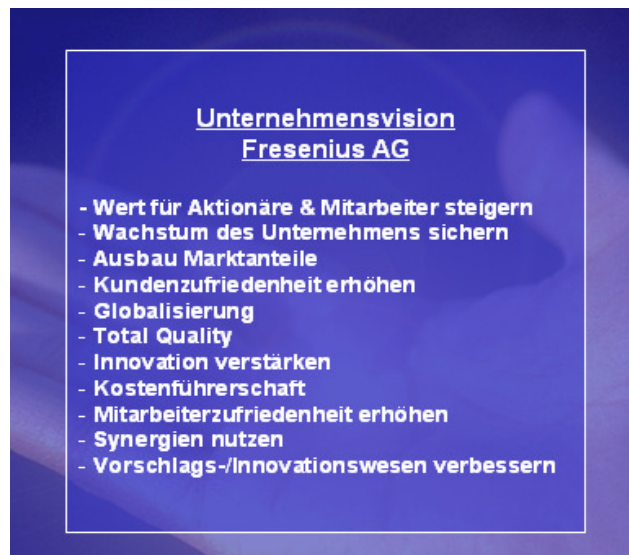 Unternehmensvision
Fresenius AG
- Wert für Aktionäre & Mitarbeiter steigern
- Wachstum des Unternehmens sichern
- Ausbau Marktanteile
- Kundenzufriedenheit erhöhen
- Globalisierung
- Total Quality
- Innovation verstärken
- Kostenführerschaft
- Mitarbeiterzufriedenheit erhöhen
- Synergien nutzen
- Vorschlags-/Innovationswesen verbessern